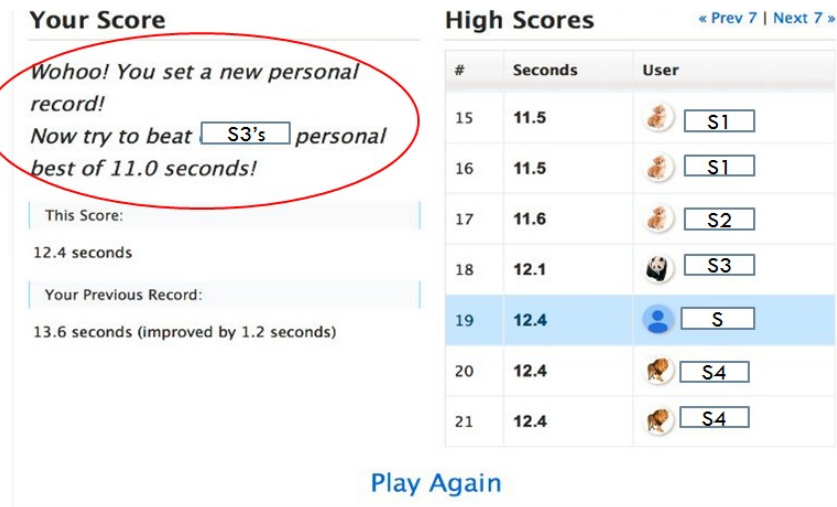 Your Score
Wohoo! You set a new personal
record!
Now try to beat S3's personal
best of 11.0 seconds!
This Score:
12.4 seconds
Your Previous Record:
13.6 seconds (improved by 1.2 seconds)
High Scores
« Prev 7 | Next 7 »
# Seconds User
15 11.5 S1
16 11.5 S1
17 11.6 S2
18 12.1 S3
19 12.4 S
20 12.4 S4
21 12.4 S4
Play Again